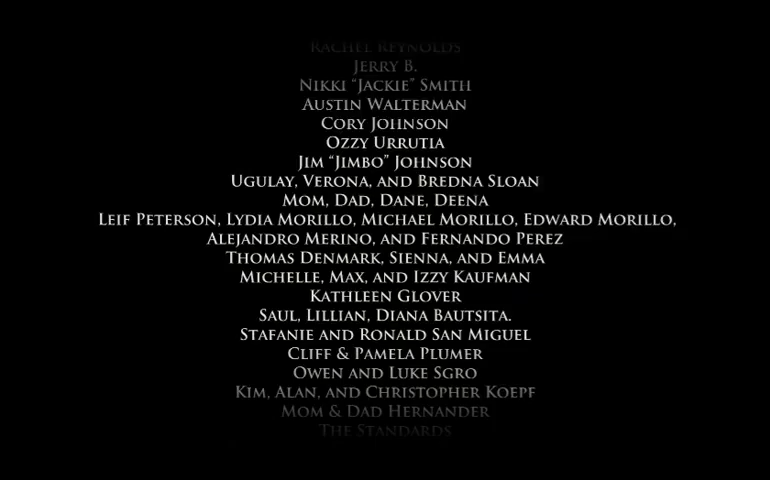 Rachel Reynolds
Jerry B.
Nikki “Jackie” Smith
Austin Walterman
Cory Johnson
Ozzy Urrutia
Jim “Jimbo” Johnson
Ugulay, Verona, and Bredna Sloan
Mom, Dad, Dane, Deena
Leif Peterson, Lydia Morillo, Michael Morillo, Edward Morillo,
Alejandro Merino, and Fernando Perez
Thomas Denmark, Sienna, and Emma
Michelle, Max, and Izzy Kaufman
Kathleen Glover
Saul, Lillian, Diana Bautsita.
Stafanie and Ronald San Miguel
Cliff & Pamela Plumer
Owen and Luke Sgro
Kim, Alan, and Christopher Koepf
Mom & Dad Hernander
The Standards